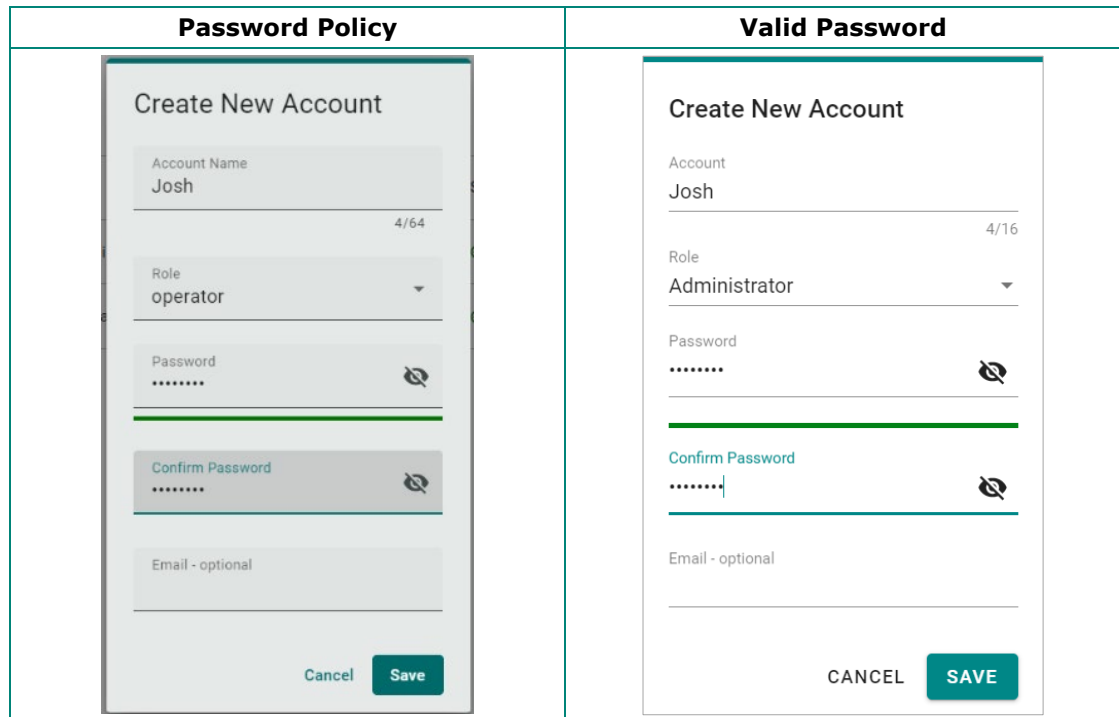 Password Policy
Valid Password
Create New Account
Account Name
Josh
4/64
Role
operator
Password
••••••••
Confirm Password
••••••••
Email - optional
Cancel
Save
Create New Account
Account
Josh
4/16
Role
Administrator
Password
••••••••
Confirm Password
••••••••
Email - optional
CANCEL
SAVE